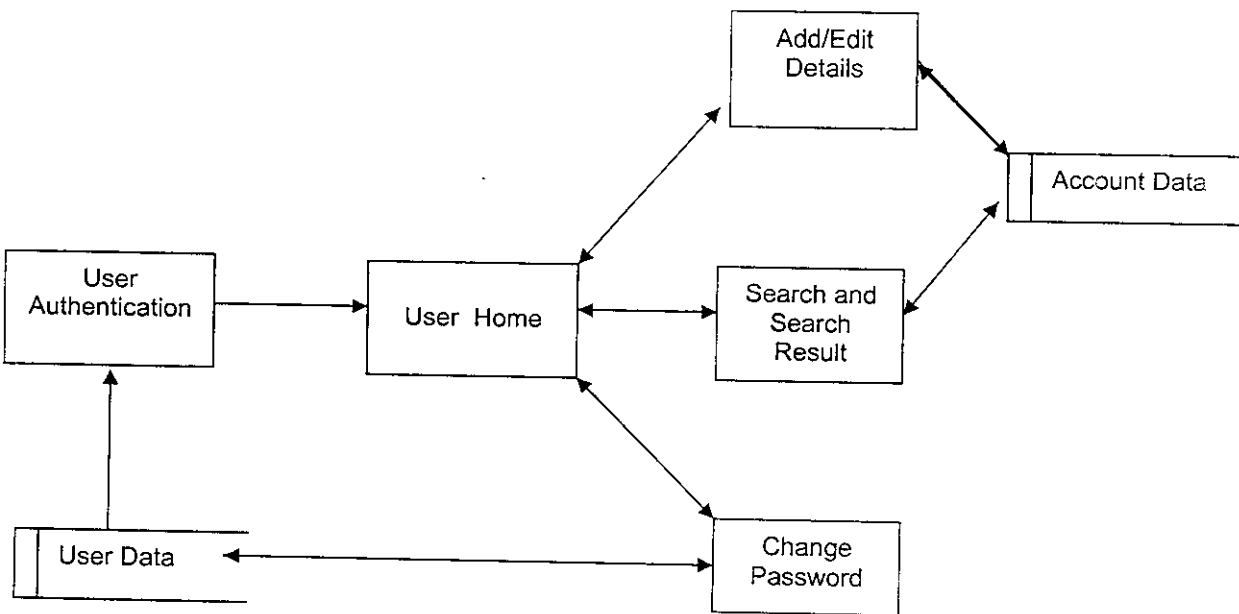 Add/Edit
Details
Account Data
User
Authentication
User Home
Search and
Search
Result
User Data
Change
Password